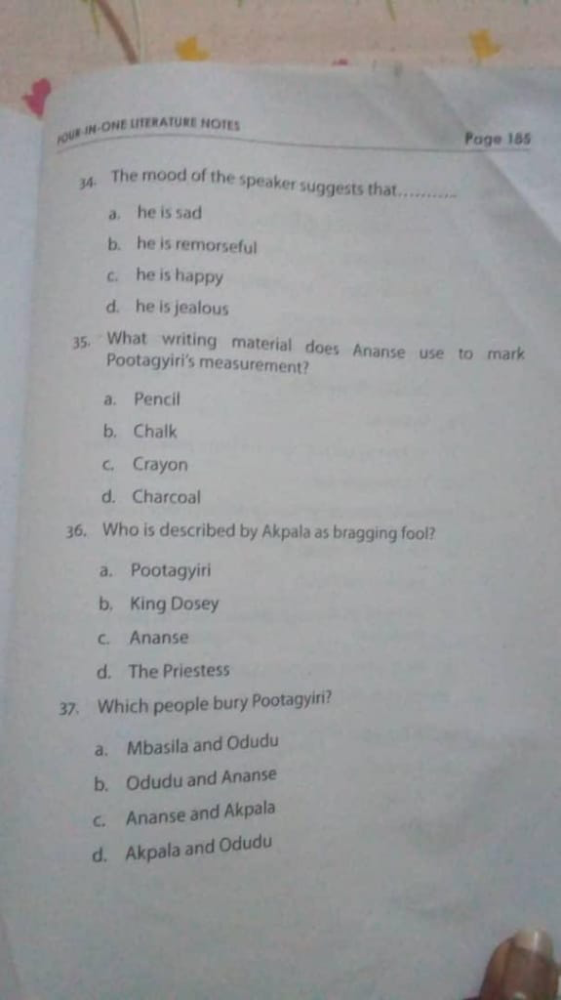 FOUR-IN-ONE LITERATURE NOTES
Page 185
34. The mood of the speaker suggests that...........
a. he is sad
b. he is remorseful
c. he is happy
d. he is jealous
35. What writing material does Ananse use to mark
Pootagyiri's measurement?
a. Pencil
b. Chalk
c. Crayon
d. Charcoal
36. Who is described by Akpala as bragging fool?
a. Pootagyiri
b. King Dosey
c. Ananse
d. The Priestess
37. Which people bury Pootagyiri?
a. Mbasila and Odudu
b. Odudu and Ananse
c. Ananse and Akpala
d. Akpala and Odudu